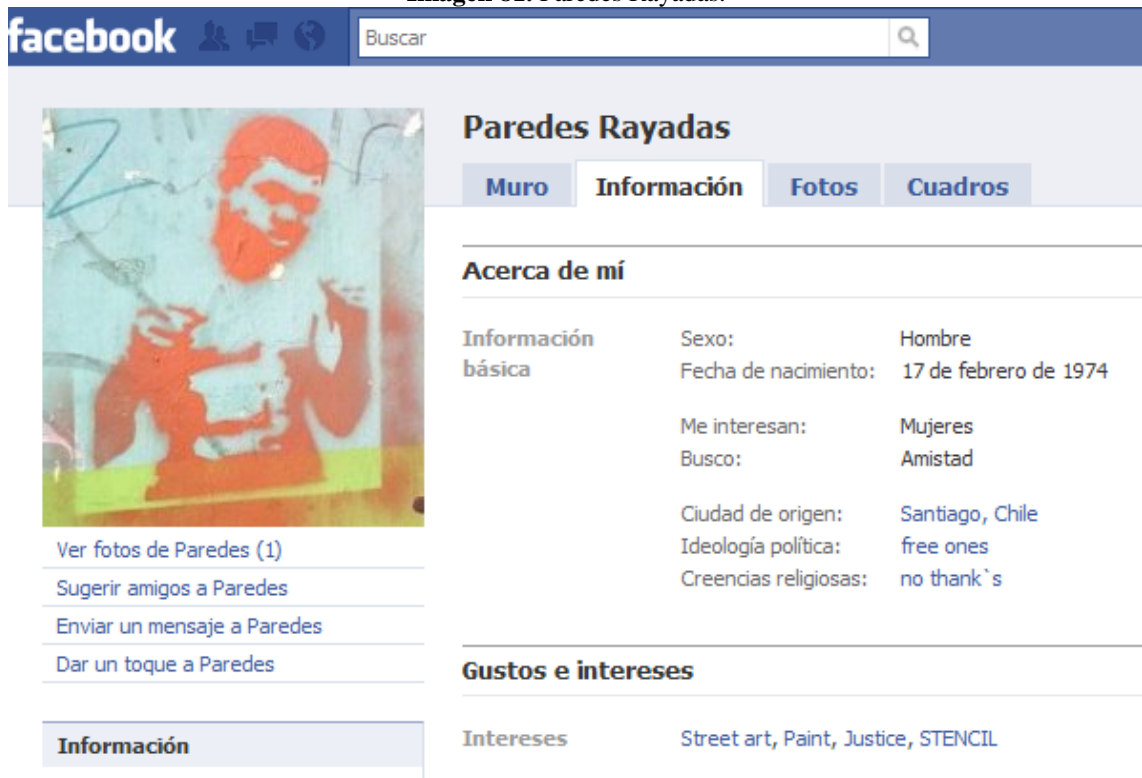 facebook Buscar
Paredes Rayadas
Muro Información Fotos Cuadros
Acerca de mí
Información básica
Sexo: Hombre
Fecha de nacimiento: 17 de febrero de 1974
Me interesan: Mujeres
Busco: Amistad
Ciudad de origen: Santiago, Chile
Ideología política: free ones
Creencias religiosas: no thank`s
Ver fotos de Paredes (1)
Sugerir amigos a Paredes
Enviar un mensaje a Paredes
Dar un toque a Paredes
Gustos e intereses
Información
Intereses Street art, Paint, Justice, STENCIL